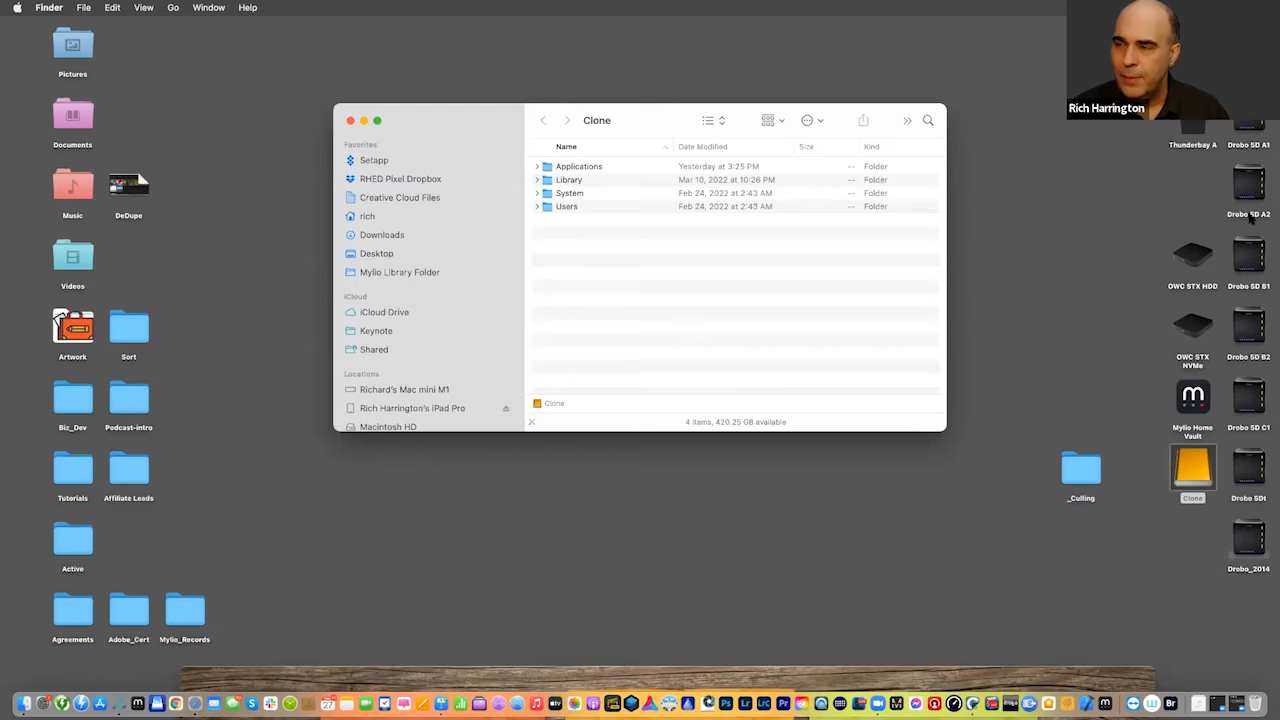 Finder File Edit View Go Window Help
Rich Harrington
Pictures
Documents
Music
DeDupe
Videos
Artwork
Sort
Biz_Dev
Podcast-intro
Tutorials
Affiliate Leads
Active
Agreements
Adobe_Cert
Mylio_Records
Clone
Favorites
Setapp
RHED Pixel Dropbox
Creative Cloud Files
rich
Downloads
Desktop
Mylio Library Folder
iCloud
iCloud Drive
Keynote
Shared
Locations
Richard's Mac mini M1
Rich Harrington's iPad Pro
Macintosh HD
Name Date Modified Size Kind
Applications Yesterday at 3:25 PM -- Folder
Library Mar 10, 2022 at 10:26 PM -- Folder
System Feb 24, 2022 at 2:43 AM -- Folder
Users Feb 24, 2022 at 2:43 AM -- Folder
Clone
4 items, 420.25 GB available
Thunderbay A
Drobo 5D A1
Drobo 5D A2
OWC STX HDD
Drobo 5D B1
OWC STX
NVMe
Drobo 5D B2
m
Mylio Home
Vault
Drobo 5D C1
_Culling
Clone
Drobo 5Dt
Drobo_2014
27
tv
Ps
Lr
LrC
Pr
W
Br